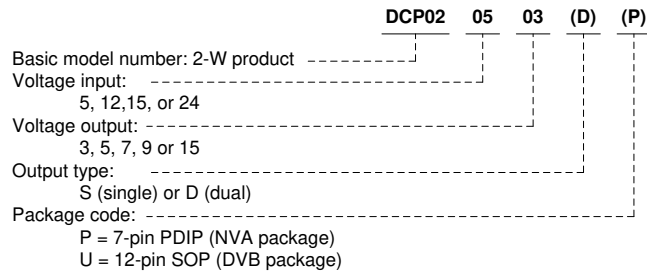 DCP02 05 03 (D) (P)
Basic model number: 2-W product
Voltage input:
5, 12,15, or 24
Voltage output:
3, 5, 7, 9 or 15
Output type:
S (single) or D (dual)
Package code:
P = 7-pin PDIP (NVA package)
U = 12-pin SOP (DVB package)